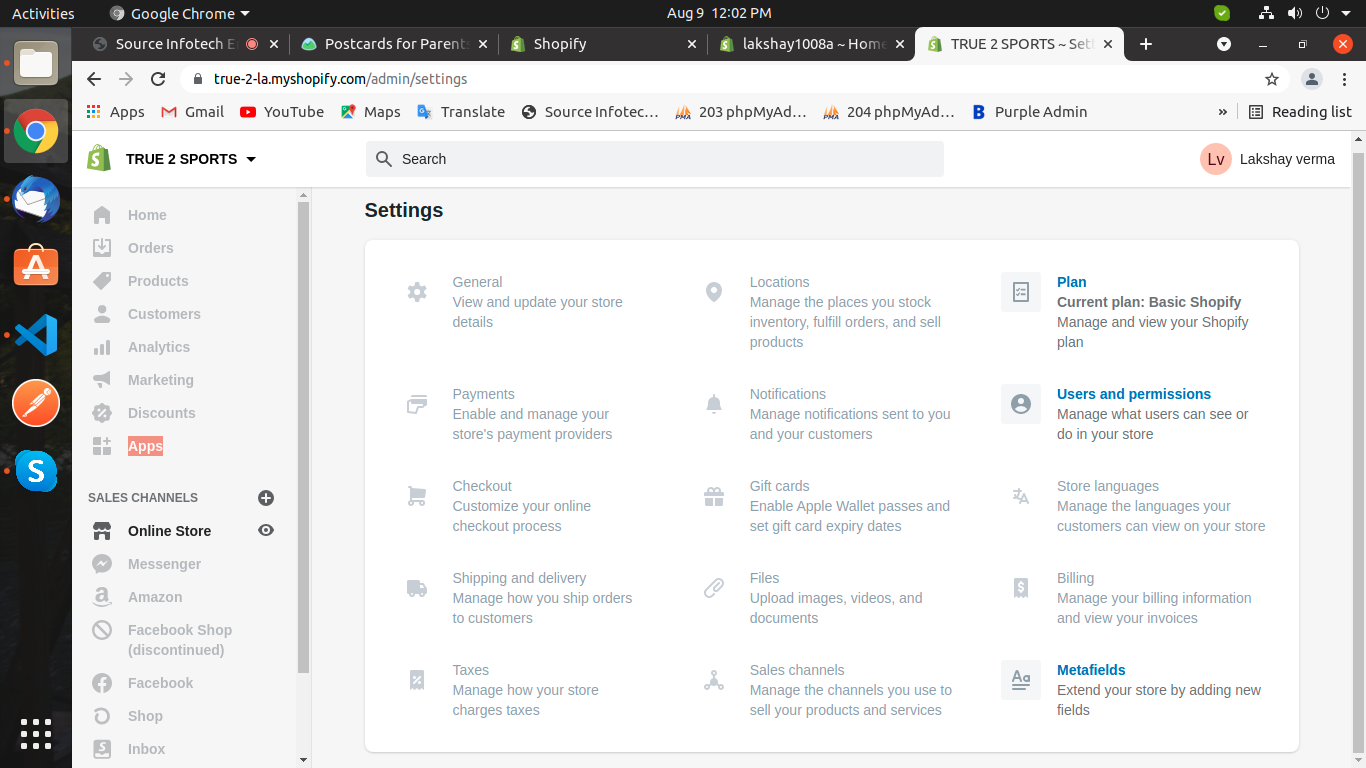 Activities
Google Chrome
Aug 9 12:02 PM
Source Infotech E
Postcards for Parent
Shopify
lakshay1008a ~ Home
TRUE 2 SPORTS ~ Sett
true-2-la.myshopify.com/admin/settings
Apps
Gmail
YouTube
Maps
Translate
Source Infotec...
203 phpMyAd...
204 phpMyAd...
Purple Admin
»
Reading list
TRUE 2 SPORTS
Search
Lv
Lakshay verma
Home
Orders
Products
Customers
Analytics
Marketing
Discounts
Apps
SALES CHANNELS
Online Store
Messenger
Amazon
Facebook Shop
(discontinued)
Facebook
Shop
Inbox
Settings
General
View and update your store
details
Locations
Manage the places you stock
inventory, fulfill orders, and sell
products
Plan
Current plan: Basic Shopify
Manage and view your Shopify
plan
Payments
Enable and manage your
store's payment providers
Notifications
Manage notifications sent to you
and your customers
Users and permissions
Manage what users can see or
do in your store
Checkout
Customize your online
checkout process
Gift cards
Enable Apple Wallet passes and
set gift card expiry dates
Store languages
Manage the languages your
customers can view on your store
Shipping and delivery
Manage how you ship orders
to customers
Files
Upload images, videos, and
documents
Billing
Manage your billing information
and view your invoices
Taxes
Manage how your store
charges taxes
Sales channels
Manage the channels you use to
sell your products and services
Metafields
Extend your store by adding new
fields